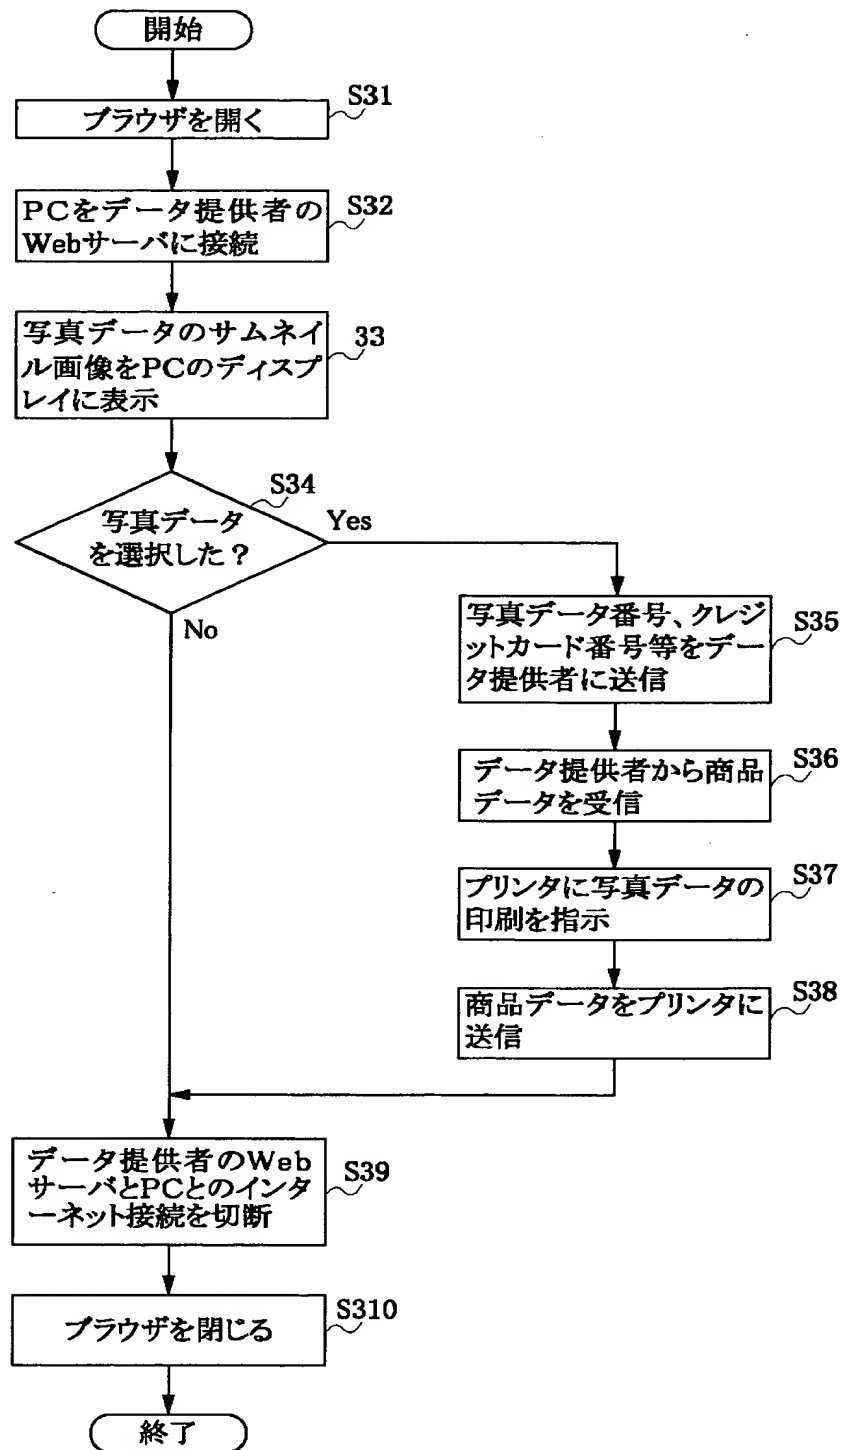 開始
S31
ブラウザを開く
S32
PCをデータ提供者の
Webサーバに接続
33
写真データのサムネイ
ル画像をPCのディスプ
レイに表示
S34
写真データ
を選択した？
Yes
No
S35
写真データ番号、クレジ
ットカード番号等をデー
タ提供者に送信
S36
データ提供者から商品
データを受信
S37
プリンタに写真データの
印刷を指示
S38
商品データをプリンタに
送信
S39
データ提供者のWeb
サーバとPCとのインタ
ーネット接続を切断
S310
ブラウザを閉じる
終了